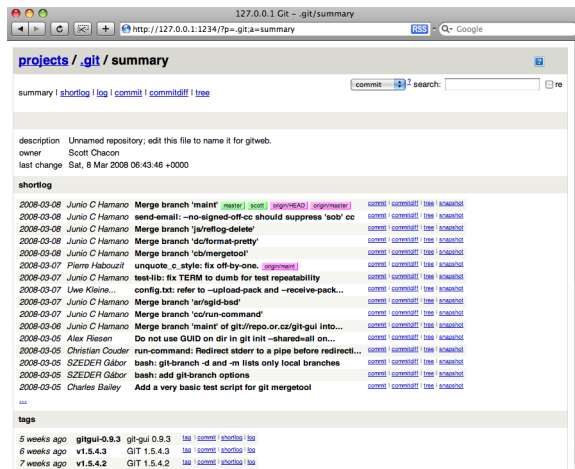 127.0.0.1 Git – .git/summary
http://127.0.0.1:1234/?p=.git;a=summary RSS Google
projects / .git / summary ?
commit ? search: re
summary | shortlog | log | commit | commitdiff | tree
description Unnamed repository; edit this file to name it for gitweb.
owner Scott Chacon
last change Sat, 8 Mar 2008 06:43:46 +0000
shortlog
2008-03-08 Junio C Hamano Merge branch 'maint' master scott origin/HEAD origin/master commit | commitdiff | tree | snapshot
2008-03-08 Junio C Hamano send-email: --no-signed-off-cc should suppress 'sob' cc commit | commitdiff | tree | snapshot
2008-03-08 Junio C Hamano Merge branch 'js/reflog-delete' commit | commitdiff | tree | snapshot
2008-03-08 Junio C Hamano Merge branch 'dc/format-pretty' commit | commitdiff | tree | snapshot
2008-03-08 Junio C Hamano Merge branch 'cb/mergetool' commit | commitdiff | tree | snapshot
2008-03-07 Pierre Habouzit unquote_c_style: fix off-by-one. origin/maint commit | commitdiff | tree | snapshot
2008-03-07 Junio C Hamano test-lib: fix TERM to dumb for test repeatability commit | commitdiff | tree | snapshot
2008-03-07 Uwe Kleine... config.txt: refer to --upload-pack and --receive-pack... commit | commitdiff | tree | snapshot
2008-03-07 Junio C Hamano Merge branch 'ar/sgid-bsd' commit | commitdiff | tree | snapshot
2008-03-07 Junio C Hamano Merge branch 'cc/run-command' commit | commitdiff | tree | snapshot
2008-03-06 Junio C Hamano Merge branch 'maint' of git://repo.or.cz/git-gui into... commit | commitdiff | tree | snapshot
2008-03-05 Alex Riesen Do not use GUID on dir in git init --shared=all on... commit | commitdiff | tree | snapshot
2008-03-05 Christian Couder run-command: Redirect stderr to a pipe before redirecti... commit | commitdiff | tree | snapshot
2008-03-05 SZEDER Gábor bash: git-branch -d and -m lists only local branches commit | commitdiff | tree | snapshot
2008-03-05 SZEDER Gábor bash: add git-branch options commit | commitdiff | tree | snapshot
2008-03-05 Charles Bailey Add a very basic test script for git mergetool commit | commitdiff | tree | snapshot
...
tags
5 weeks ago gitgui-0.9.3 git-gui 0.9.3 tag | commit | shortlog | log
6 weeks ago v1.5.4.3 GIT 1.5.4.3 tag | commit | shortlog | log
7 weeks ago v1.5.4.2 GIT 1.5.4.2 tag | commit | shortlog | log